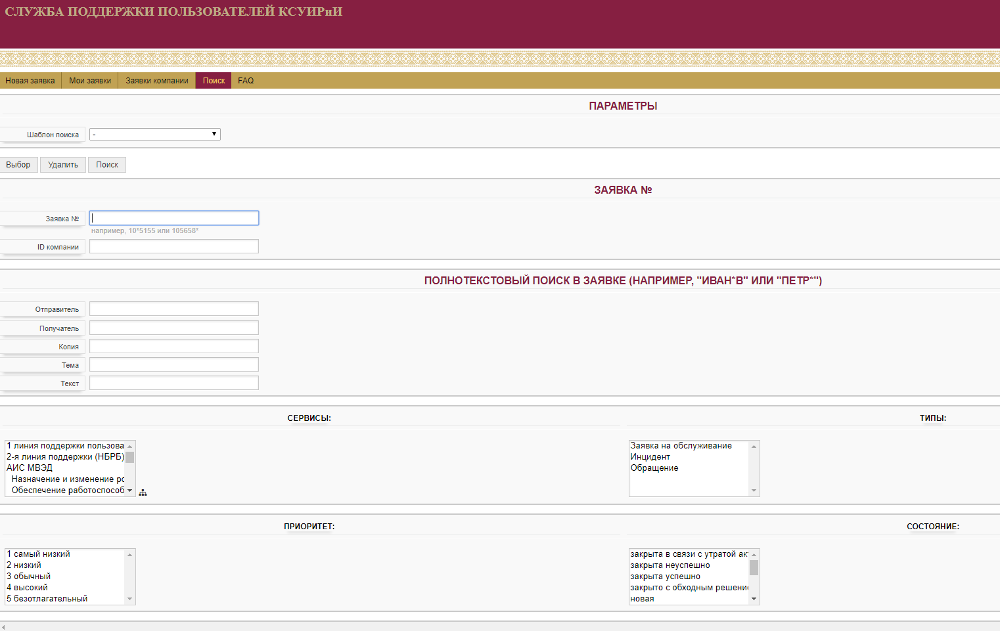 СЛУЖБА ПОДДЕРЖКИ ПОЛЬЗОВАТЕЛЕЙ КСУИРиИ
Новая заявка Мои заявки Заявки компании Поиск FAQ
ПАРАМЕТРЫ
Шаблон поиска -
Выбор Удалить Поиск
ЗАЯВКА №
Заявка №
например, 10*5155 или 105658*
ID компании
ПОЛНОТЕКСТОВЫЙ ПОИСК В ЗАЯВКЕ (НАПРИМЕР, "ИВАН*В" ИЛИ "ПЕТР*")
Отправитель
Получатель
Копия
Тема
Текст
СЕРВИСЫ:
1 линия поддержки пользова
2-я линия поддержки (НБРБ)
АИС МВЭД
Назначение и изменение ро
Обеспечение работоспособ
ТИПЫ:
Заявка на обслуживание
Инцидент
Обращение
ПРИОРИТЕТ:
1 самый низкий
2 низкий
3 обычный
4 высокий
5 безотлагательный
СОСТОЯНИЕ:
закрыта в связи с утратой акт
закрыта неуспешно
закрыта успешно
закрыто с обходным решение
новая